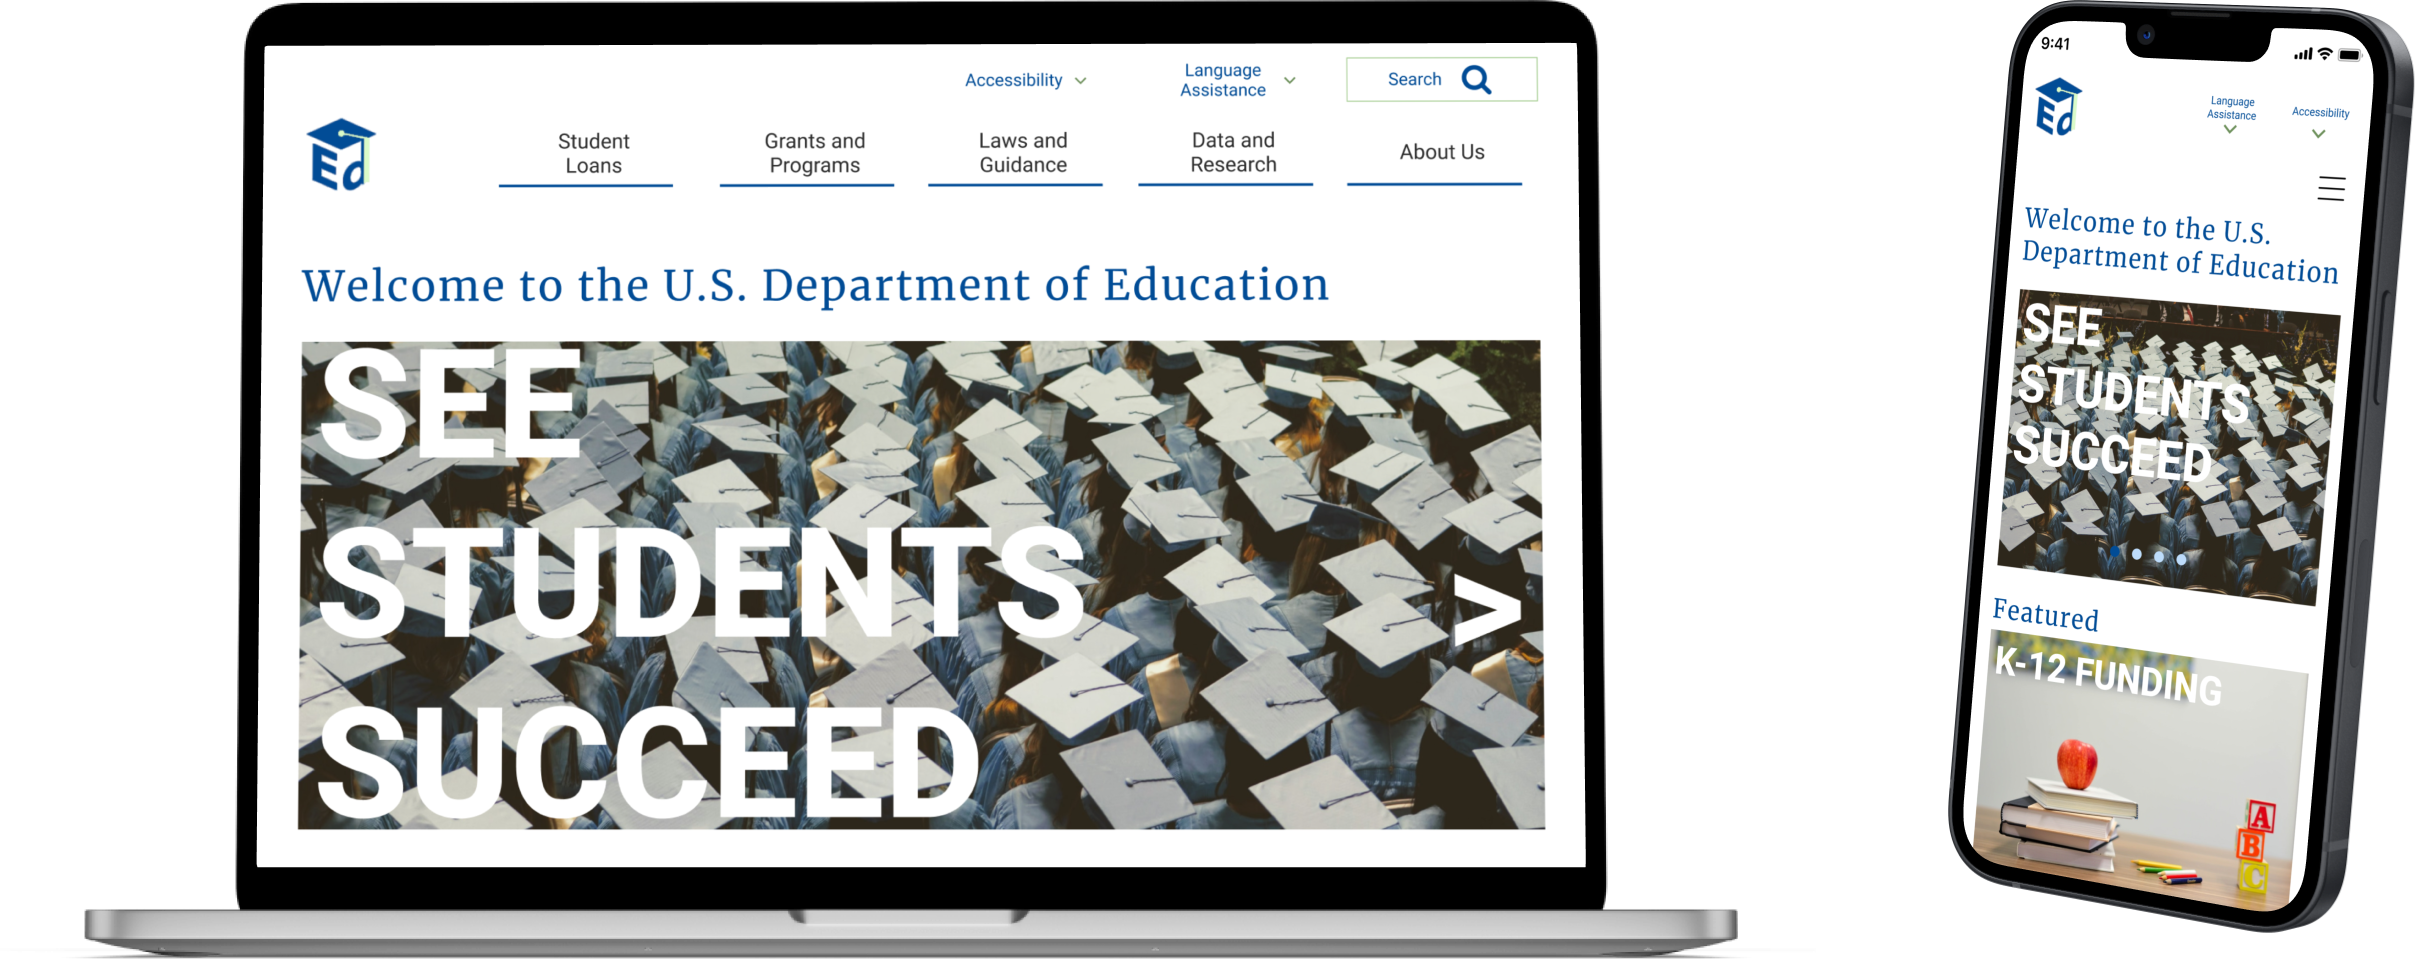 Accessibility
Language
Assistance
Search
Ed
Student
Loans
Grants and
Programs
Laws and
Guidance
Data and
Research
About Us
Welcome to the U.S. Department of Education
SEE
STUDENTS
SUCCEED
>
9:41
Ed
Language
Assistance
Accessibility
Welcome to the U.S.
Department of Education
SEE
STUDENTS
SUCCEED
Featured
K-12 FUNDING
A
B
C